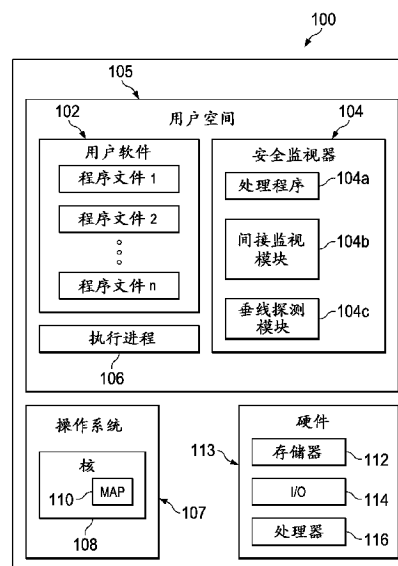 100
105
用户空间
102
用户软件
程序文件 1
程序文件 2
程序文件 n
104
安全监视器
处理程序
104a
间接监视
模块
104b
垂线探测
模块
104c
执行进程
106
操作系统
核
110
MAP
108
107
硬件
113
存储器
112
I/O
114
处理器
116